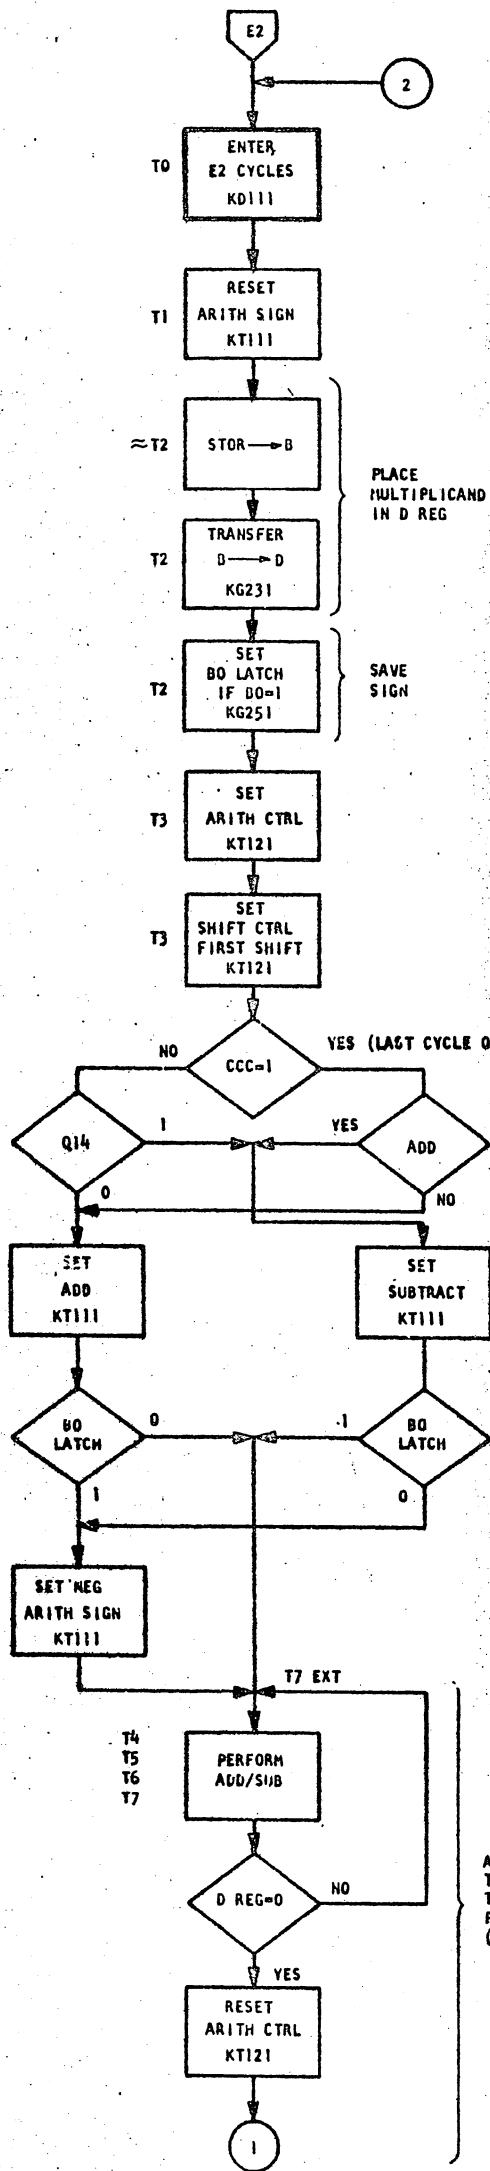 E2
2
T0
ENTER
E2 CYCLES
KD111
T1
RESET
ARITH SIGN
KT111
≈T2
STOR → B
PLACE
MULTIPLICAND
IN D REG
T2
TRANSFER
B → D
KG231
T2
SET
B0 LATCH
IF B0=1
KG251
SAVE
SIGN
T3
SET
ARITH CTRL
KT121
T3
SET
SHIFT CTRL
FIRST SHIFT
KT121
NO
CCC=1
YES (LAST CYCLE O
Q14
1
YES
ADD
0
NO
SET
ADD
KT111
SET
SUBTRACT
KT111
B0
LATCH
0
1
B0
LATCH
1
0
SET NEG
ARITH SIGN
KT111
T7 EXT
T4
T5
T6
T7
PERFORM
ADD/SUB
D REG=0
NO
YES
RESET
ARITH CTRL
KT121
1